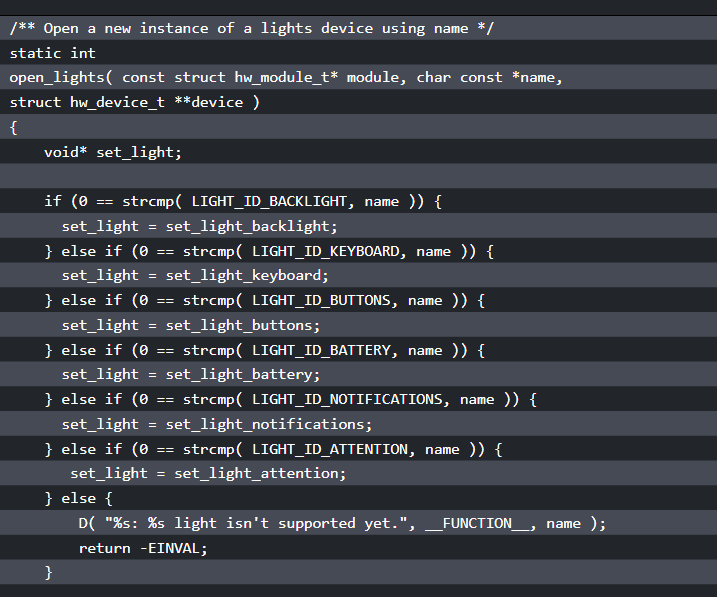 /** Open a new instance of a lights device using name */
static int
open_lights( const struct hw_module_t* module, char const *name,
struct hw_device_t **device )
{
    void* set_light;

    if (0 == strcmp( LIGHT_ID_BACKLIGHT, name )) {
      set_light = set_light_backlight;
    } else if (0 == strcmp( LIGHT_ID_KEYBOARD, name )) {
      set_light = set_light_keyboard;
    } else if (0 == strcmp( LIGHT_ID_BUTTONS, name )) {
      set_light = set_light_buttons;
    } else if (0 == strcmp( LIGHT_ID_BATTERY, name )) {
      set_light = set_light_battery;
    } else if (0 == strcmp( LIGHT_ID_NOTIFICATIONS, name )) {
      set_light = set_light_notifications;
    } else if (0 == strcmp( LIGHT_ID_ATTENTION, name )) {
       set_light = set_light_attention;
    } else {
        D( "%s: %s light isn't supported yet.", __FUNCTION__, name );
        return -EINVAL;
    }